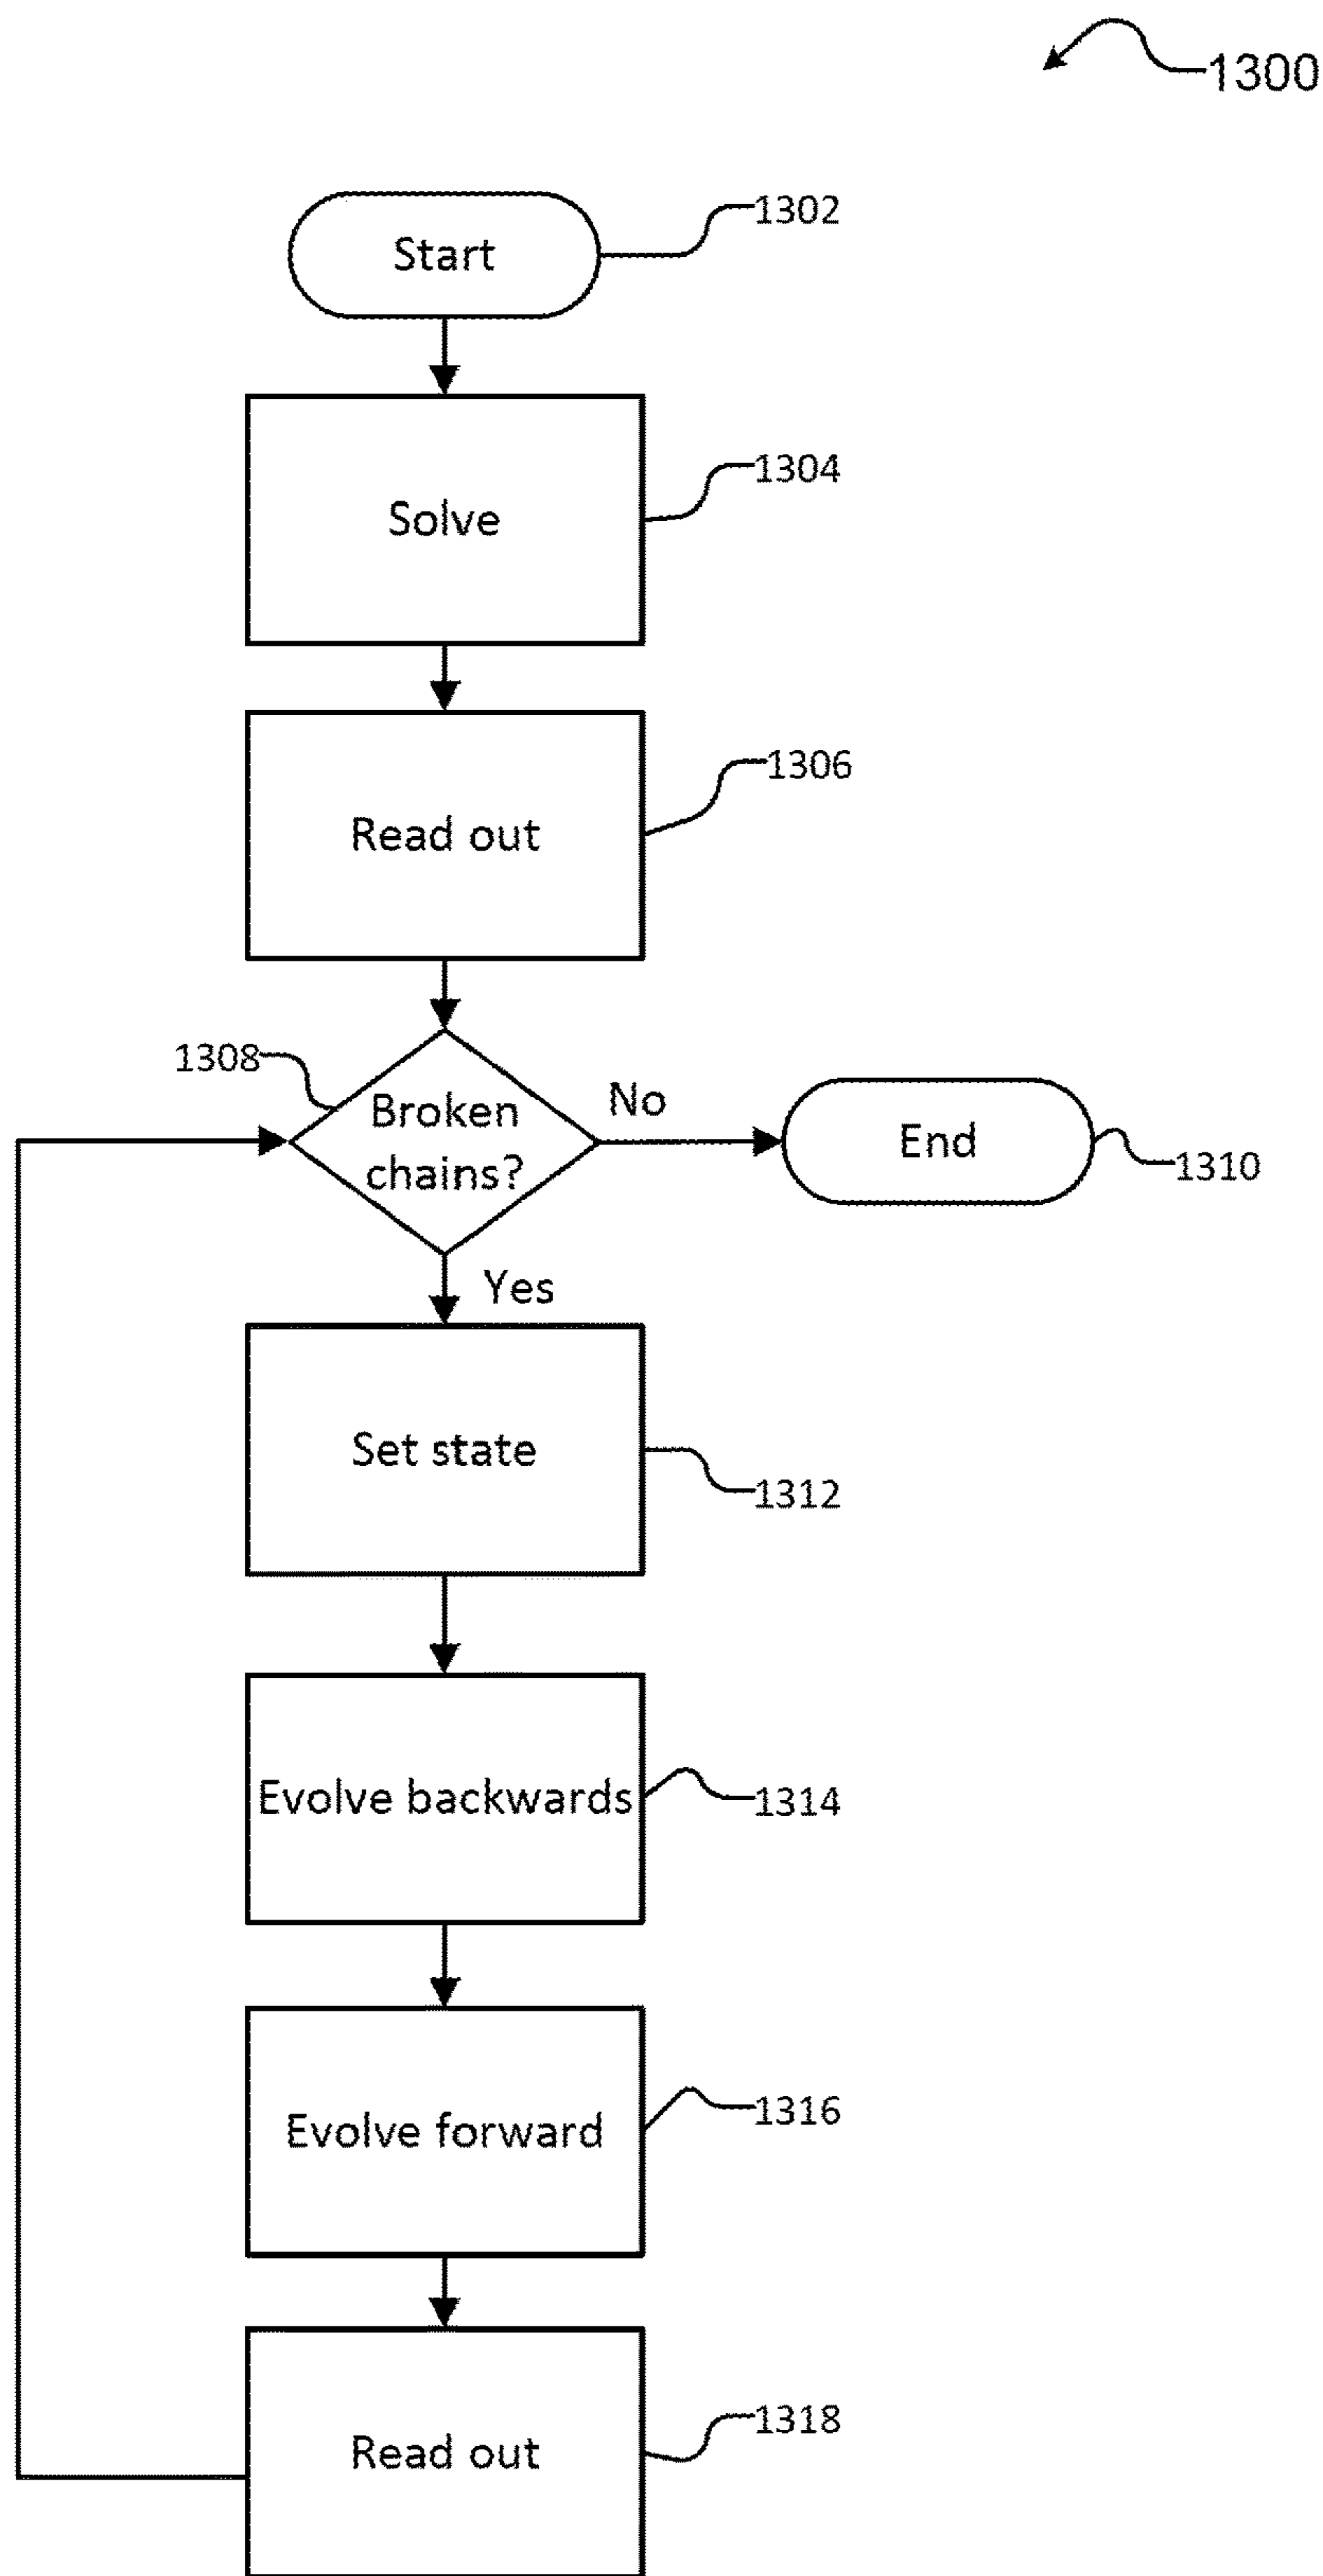 1300
Start
1302
Solve
1304
Read out
1306
1308
Broken
chains?
No
End
1310
Yes
Set state
1312
Evolve backwards
1314
Evolve forward
1316
Read out
1318